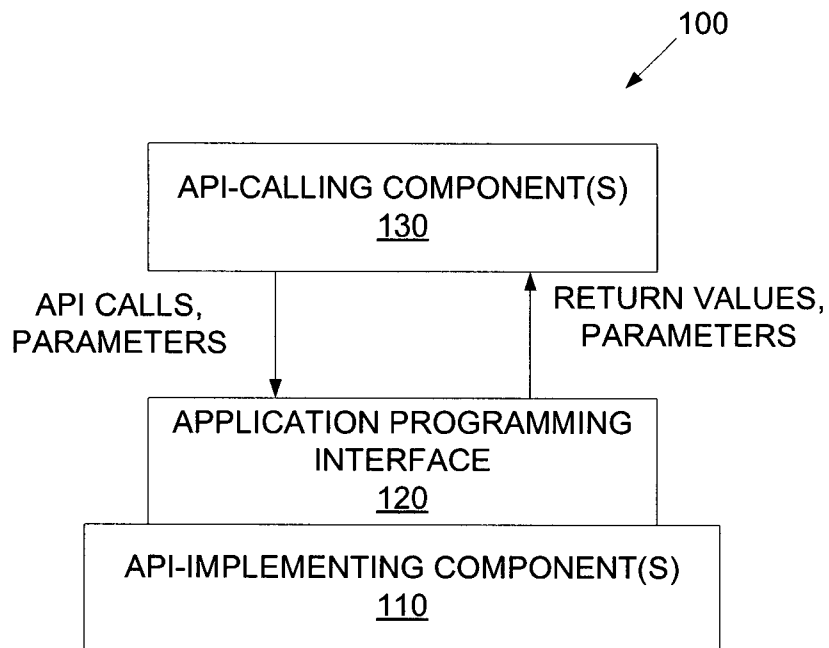 100
API-CALLING COMPONENT(S)
130
API CALLS,
PARAMETERS
RETURN VALUES,
PARAMETERS
APPLICATION PROGRAMMING
INTERFACE
120
API-IMPLEMENTING COMPONENT(S)
110